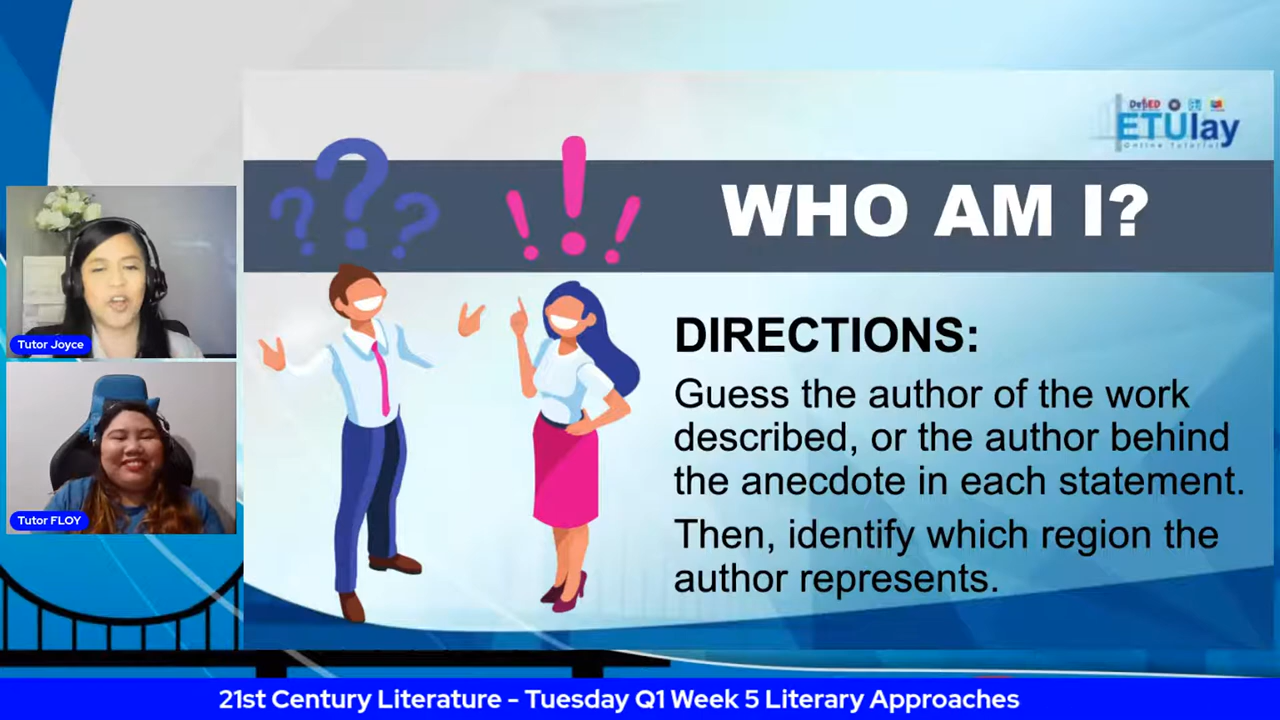 DepED
ETUlay
Online Tutorial
???
!!!
WHO AM I?
DIRECTIONS:
Guess the author of the work
described, or the author behind
the anecdote in each statement.
Then, identify which region the
author represents.
Tutor Joyce
Tutor FLOY
21st Century Literature - Tuesday Q1 Week 5 Literary Approaches